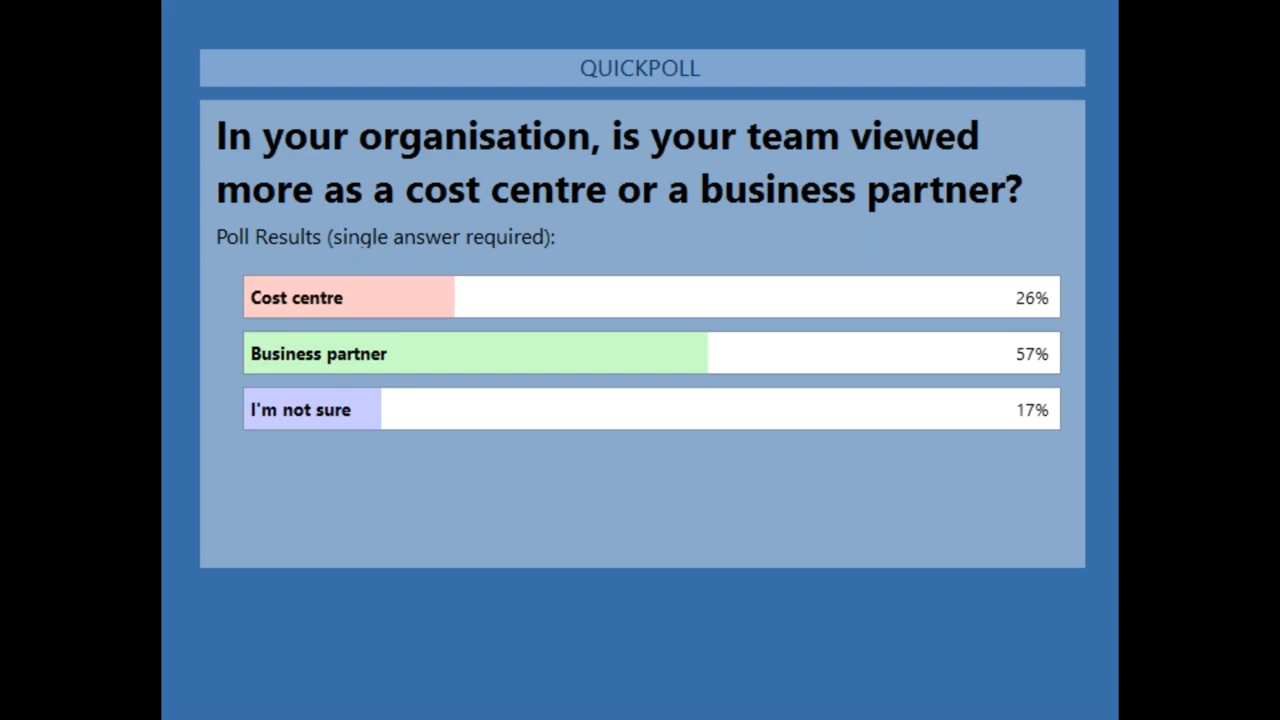 QUICKPOLL
In your organisation, is your team viewed
more as a cost centre or a business partner?
Poll Results (single answer required):
Cost centre 26%
Business partner 57%
I'm not sure 17%